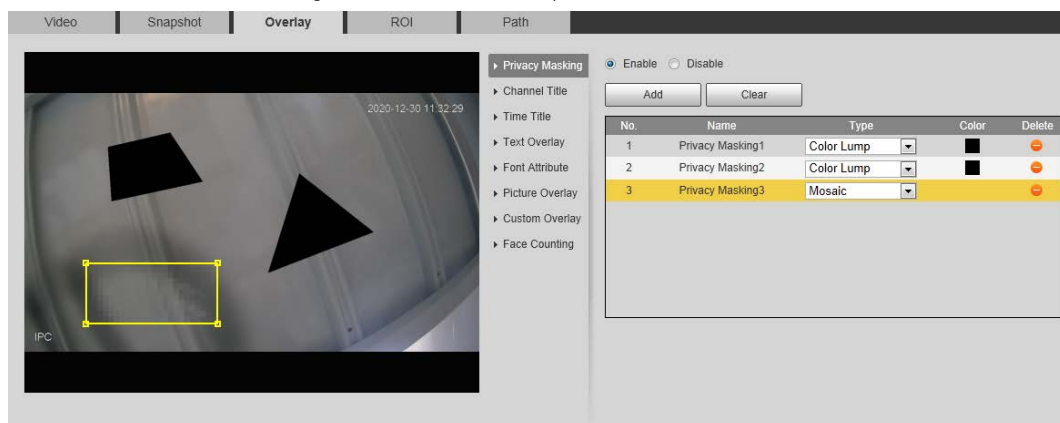 Video Snapshot Overlay ROI Path
2020-12-30 11:32:29
IPC
Privacy Masking
Channel Title
Time Title
Text Overlay
Font Attribute
Picture Overlay
Custom Overlay
Face Counting
Enable Disable
Add Clear
No. Name Type Color Delete
1 Privacy Masking1 Color Lump
2 Privacy Masking2 Color Lump
3 Privacy Masking3 Mosaic